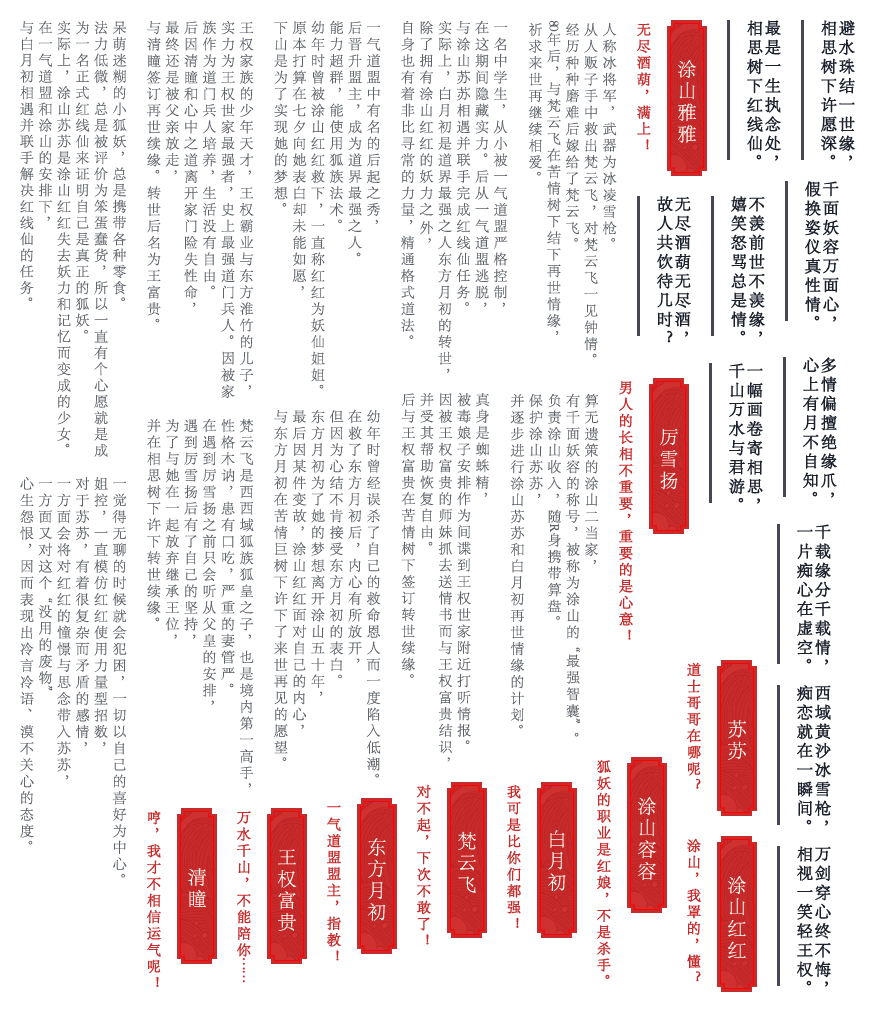 避水珠结一世缘，
相思树下许愿深。
最是一生执念处，
相思树下红线仙。
千面妖容万面心，
假换姿仪真性情。
不羡前世不羡缘，
嬉笑怒骂总是情。
无尽酒葫无尽酒，
故人共饮待几时？
多情偏擅绝缘爪，
心上有月不自知。
一幅画卷寄相思，
千山万水与君游。
千载缘分千载情，
一片痴心在虚空。
西域黄沙冰雪枪，
痴恋就在一瞬间。
万剑穿心终不悔，
相视一笑轻王权。
涂山雅雅
无尽酒葫，满上！
厉雪扬
男人的长相不重要，重要的是心意！
苏苏
道士哥哥在哪呢？
涂山红红
涂山，我罩的，懂？
涂山容容
狐妖的职业是红娘，不是杀手。
白月初
我可是比你们都强！
梵云飞
对不起，下次不敢了！
东方月初
一气道盟盟主，指教！
王权富贵
万水千山，不能陪你……
清瞳
哼，我才不相信运气呢！
人称冰将军，武器为冰凌雪枪。
从人贩子手中救出梵云飞，对梵云飞一见钟情。
经历种种磨难后嫁给了梵云飞。
80年后，与梵云飞在苦情树下结下再世情缘，
祈求来世再继续相爱。
一名中学生，从小被一气道盟严格控制，
在这期间隐藏实力。后从一气道盟逃脱，
与涂山苏苏相遇并联手完成红线仙任务。
实际上，白月初是道界最强之人东方月初的转世，
除了拥有涂山红红的妖力之外，
自身也有着非比寻常的力量，精通格式道法。
一气道盟中有名的后起之秀，
后晋升盟主，成为道界最强之人。
能力超群，能使用狐族法术。
幼年时曾被涂山红红救下，一直称红红为妖仙姐姐。
原本打算在七夕向她表白却未能如愿，
下山是为了实现她的梦想。
王权家族的少年天才，王权霸业与东方淮竹的儿子，
实力为王权世家最强者，史上最强道门兵人。因被家
族作为道门兵人培养，生活没有自由。
后因清瞳和心中之道离开家门险失性命，
最终还是被父亲放走，
与清瞳签订再世续缘。转世后名为王富贵。
呆萌迷糊的小狐妖，总是携带各种零食。
法力低微，总是被评价为笨蛋蠢货，所以一直有个心愿就是成
为一名正式红线仙来证明自己是真正的狐妖。
实际上，涂山苏苏是涂山红红失去妖力和记忆而变成的少女。
在一气道盟和涂山的安排下，
与白月初相遇并联手解决红线仙的任务。
算无遗策的涂山二当家，
有千面妖容的称号，被称为涂山的“最强智囊”。
负责涂山收入，随R身携带算盘。
保护涂山苏苏，
并逐步进行涂山苏苏和白月初再世情缘的计划。
真身是蜘蛛精，
被毒娘子安排作为间谍到王权世家附近打听情报。
因被王权富贵的师妹抓去送情书而与王权富贵结识，
并受其帮助恢复自由。
后与王权富贵在苦情树下签订转世续缘。
幼年时曾经误杀了自己的救命恩人而一度陷入低潮。
在救了东方月初后，内心有所放开，
但因为心结不肯接受东方月初的表白。
东方月初为了她的梦想离开涂山五十年，
最后因某件变故，涂山红红面对自己的内心，
与东方月初在苦情巨树下许下了来世再见的愿望。
梵云飞是西西域狐族狐皇之子，也是境内第一高手，
性格木讷，患有口吃，严重的妻管严。
在遇到厉雪扬之前只会听从父皇的安排，
遇到厉雪扬后有了自己的坚持，
为了与她在一起放弃继承王位，
并在相思树下许下转世续缘。
一觉得无聊的时候就会犯困，一切以自己的喜好为中心。
姐控，一直模仿红红使用力量型招数，
对于苏苏，有着很复杂而矛盾的感情，
一方面会将对红红的憧憬与思念带入苏苏，
一方面又对这个“没用的废物”
心生怨恨，因而表现出冷言冷语、漠不关心的态度。